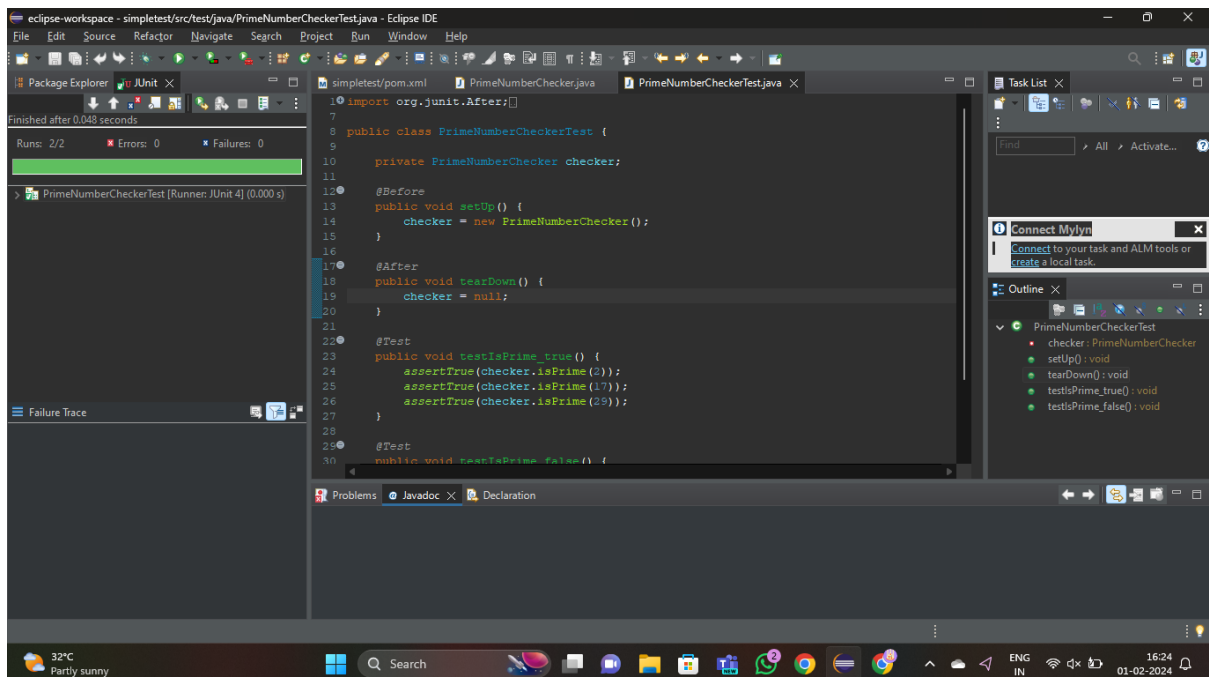 eclipse-workspace - simpletest/src/test/java/PrimeNumberCheckerTest.java - Eclipse IDE
File Edit Source Refactor Navigate Search Project Run Window Help
Package Explorer JUnit
Finished after 0.048 seconds
Runs: 2/2 Errors: 0 Failures: 0
PrimeNumberCheckerTest [Runner: JUnit 4] (0.000 s)
Failure Trace
simpletest/pom.xml PrimeNumberChecker.java PrimeNumberCheckerTest.java
1 import org.junit.After;
7
8 public class PrimeNumberCheckerTest {
9
10 private PrimeNumberChecker checker;
11
12 @Before
13 public void setUp() {
14 checker = new PrimeNumberChecker();
15 }
16
17 @After
18 public void tearDown() {
19 checker = null;
20 }
21
22 @Test
23 public void testIsPrime_true() {
24 assertTrue(checker.isPrime(2));
25 assertTrue(checker.isPrime(17));
26 assertTrue(checker.isPrime(29));
27 }
28
29 @Test
30 public void testIsPrime_false() {
Task List
Find All Activate...
Connect Mylyn
Connect to your task and ALM tools or
create a local task.
Outline
PrimeNumberCheckerTest
checker : PrimeNumberChecker
setUp() : void
tearDown() : void
testIsPrime_true() : void
testIsPrime_false() : void
Problems Javadoc Declaration
32°C
Partly sunny
Search
2
ENG
IN
16:24
01-02-2024